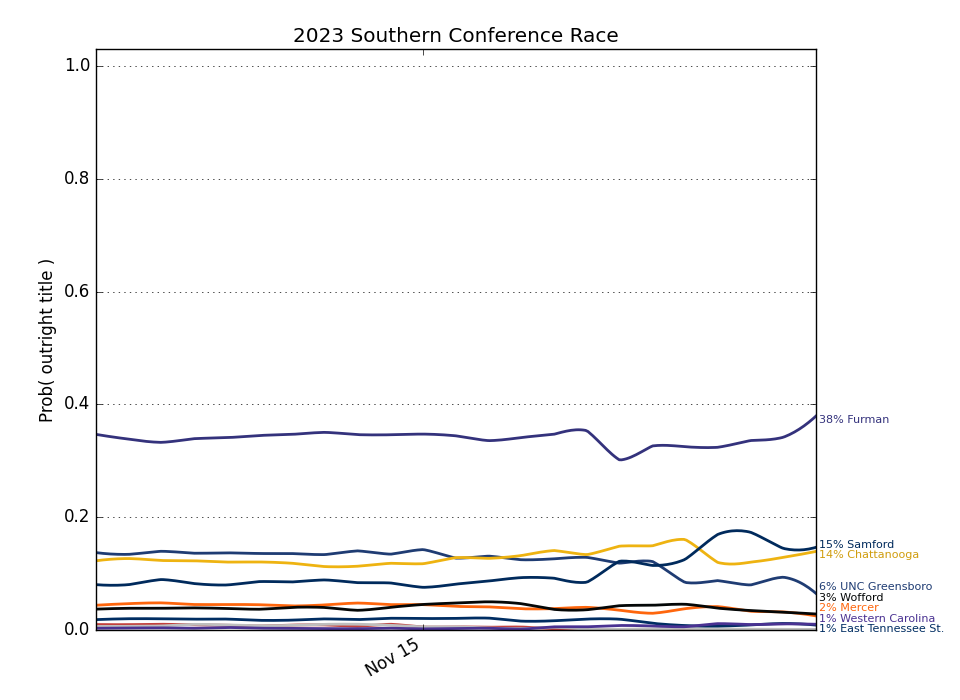 2023 Southern Conference Race
1.0
0.8
0.6
0.4
0.2
0.0
Prob( outright title )
Nov 15
38% Furman
15% Samford
14% Chattanooga
6% UNC Greensboro
3% Wofford
2% Mercer
1% Western Carolina
1% East Tennessee St.